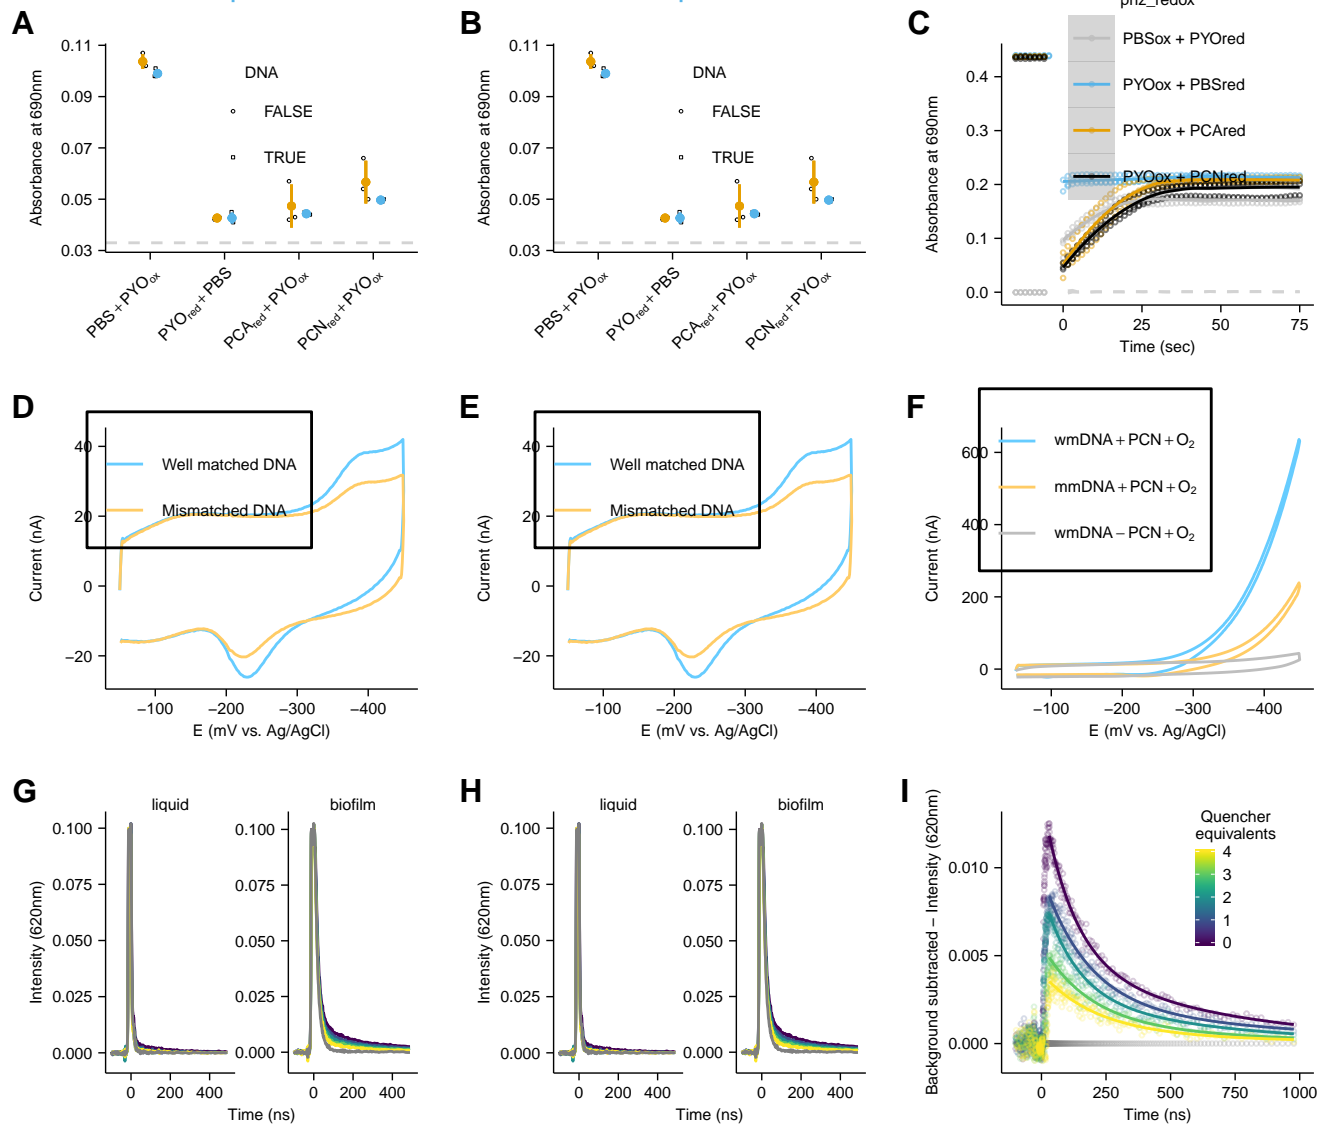 phz_redox
A
B
C
0.11
0.09
0.07
0.05
0.03
Absorbance at 690nm
DNA
FALSE
TRUE
PBS + PYOox
PYOred + PBS
PCAred + PYOox
PCNred + PYOox
0.11
0.09
0.07
0.05
0.03
Absorbance at 690nm
DNA
FALSE
TRUE
PBS + PYOox
PYOred + PBS
PCAred + PYOox
PCNred + PYOox
PBSox + PYOred
PYOox + PBSred
PYOox + PCAred
PYOox + PCNred
0.4
0.3
0.2
0.1
0.0
Absorbance at 690nm
0 25 50 75
Time (sec)
D
E
F
40
20
0
−20
Current (nA)
Well matched DNA
Mismatched DNA
−100 −200 −300 −400
E (mV vs. Ag/AgCl)
40
20
0
−20
Current (nA)
Well matched DNA
Mismatched DNA
−100 −200 −300 −400
E (mV vs. Ag/AgCl)
600
400
200
0
Current (nA)
wmDNA + PCN + O2
mmDNA + PCN + O2
wmDNA − PCN + O2
−100 −200 −300 −400
E (mV vs. Ag/AgCl)
G
H
I
liquid
biofilm
0.100
0.075
0.050
0.025
0.000
0.100
0.075
0.050
0.025
0.000
Intensity (620nm)
0 200 400
0 200 400
Time (ns)
liquid
biofilm
0.100
0.075
0.050
0.025
0.000
0.100
0.075
0.050
0.025
0.000
Intensity (620nm)
0 200 400
0 200 400
Time (ns)
Quencher
equivalents
4
3
2
1
0
0.010
0.005
0.000
Background subtracted − Intensity (620nm)
0 250 500 750 1000
Time (ns)